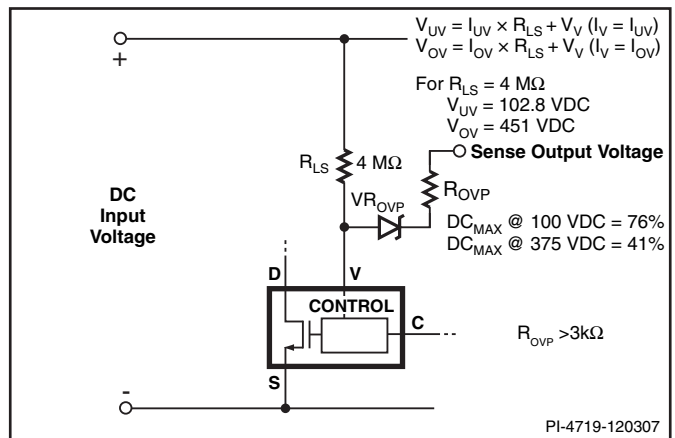 V_UV = I_UV × R_LS + V_V (I_V = I_UV)
V_OV = I_OV × R_LS + V_V (I_V = I_OV)
+
For R_LS = 4 MΩ
V_UV = 102.8 VDC
V_OV = 451 VDC
Sense Output Voltage
R_LS
4 MΩ
R_OVP
VR_OVP
DC
Input
Voltage
DC_MAX @ 100 VDC = 76%
DC_MAX @ 375 VDC = 41%
D
V
CONTROL
C
R_OVP >3kΩ
S
-
PI-4719-120307